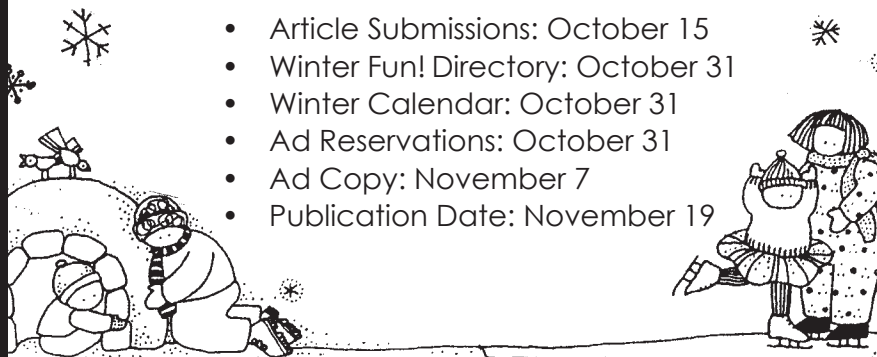 • Article Submissions: October 15
• Winter Fun! Directory: October 31
• Winter Calendar: October 31
• Ad Reservations: October 31
• Ad Copy: November 7
• Publication Date: November 19